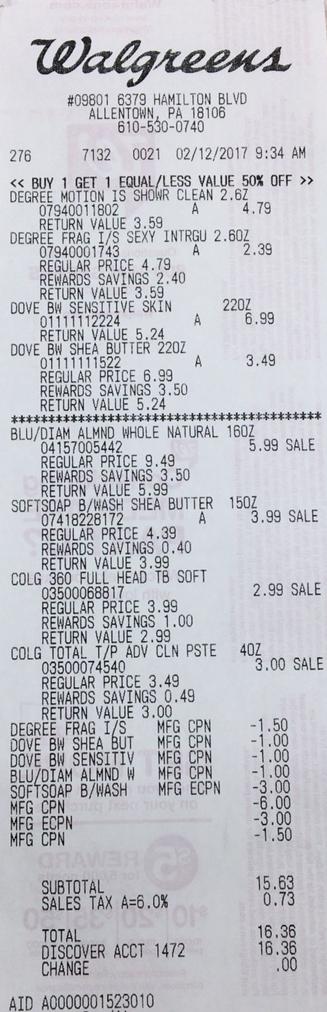 Walgreens
#09801 6379 HAMILTON BLVD
ALLENTOWN, PA 18106
610-530-0740
276 7132 0021 02/12/2017 9:34 AM
<< BUY 1 GET 1 EQUAL/LESS VALUE 50% OFF >>
DEGREE MOTION IS SHOWR CLEAN 2.6Z
07940011802 A 4.79
RETURN VALUE 3.59
DEGREE FRAG I/S SEXY INTRGU 2.60Z
07940001743 A 2.39
REGULAR PRICE 4.79
REWARDS SAVINGS 2.40
RETURN VALUE 3.59
DOVE BW SENSITIVE SKIN 22OZ
01111112224 A 6.99
RETURN VALUE 5.24
DOVE BW SHEA BUTTER 22OZ
01111111522 A 3.49
REGULAR PRICE 6.99
REWARDS SAVINGS 3.50
RETURN VALUE 5.24
******************************************
BLU/DIAM ALMND WHOLE NATURAL 16OZ
04157005442 5.99 SALE
REGULAR PRICE 9.49
REWARDS SAVINGS 3.50
RETURN VALUE 5.99
SOFTSOAP B/WASH SHEA BUTTER 15OZ
07418228172 A 3.99 SALE
REGULAR PRICE 4.39
REWARDS SAVINGS 0.40
RETURN VALUE 3.99
COLG 360 FULL HEAD TB SOFT
03500068817 2.99 SALE
REGULAR PRICE 3.99
REWARDS SAVINGS 1.00
RETURN VALUE 2.99
COLG TOTAL T/P ADV CLN PSTE 4OZ
03500074540 3.00 SALE
REGULAR PRICE 3.49
REWARDS SAVINGS 0.49
RETURN VALUE 3.00
DEGREE FRAG I/S MFG CPN -1.50
DOVE BW SHEA BUT MFG CPN -1.00
DOVE BW SENSITIV MFG CPN -1.00
BLU/DIAM ALMND W MFG CPN -1.00
SOFTSOAP B/WASH MFG ECPN -3.00
MFG CPN -6.00
MFG ECPN -3.00
MFG CPN -1.50
SUBTOTAL 15.63
SALES TAX A=6.0% 0.73
TOTAL 16.36
DISCOVER ACCT 1472 16.36
CHANGE .00
AID A0000001523010